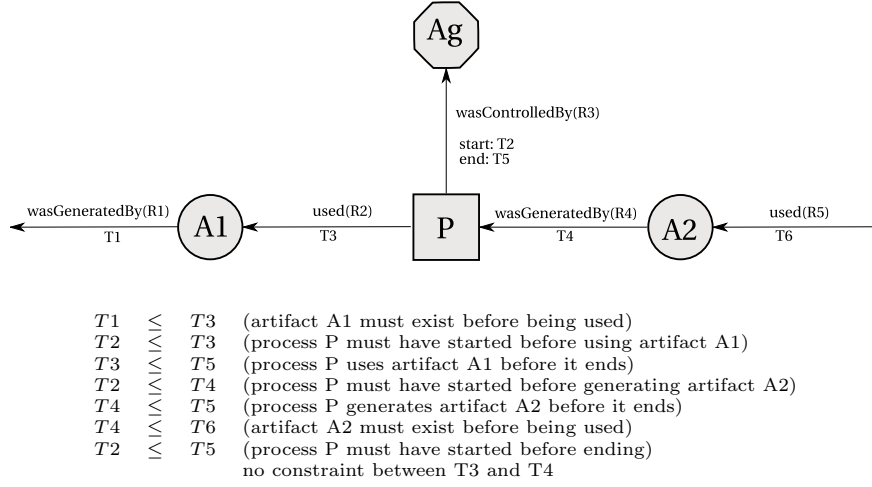 Ag
wasControlledBy(R3)
start: T2
end: T5
wasGeneratedBy(R1)
T1
A1
used(R2)
T3
P
wasGeneratedBy(R4)
T4
A2
used(R5)
T6
T1 ≤ T3 (artifact A1 must exist before being used)
T2 ≤ T3 (process P must have started before using artifact A1)
T3 ≤ T5 (process P uses artifact A1 before it ends)
T2 ≤ T4 (process P must have started before generating artifact A2)
T4 ≤ T5 (process P generates artifact A2 before it ends)
T4 ≤ T6 (artifact A2 must exist before being used)
T2 ≤ T5 (process P must have started before ending)
no constraint between T3 and T4